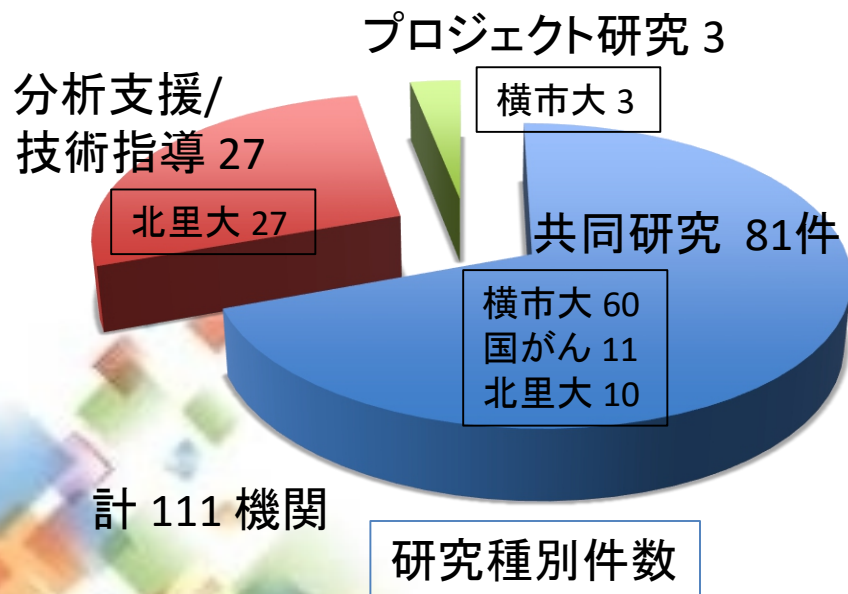 プロジェクト研究 3
横市大 3
分析支援/
技術指導 27
北里大 27
共同研究 81件
横市大 60
国がん 11
北里大 10
計 111 機関
研究種別件数